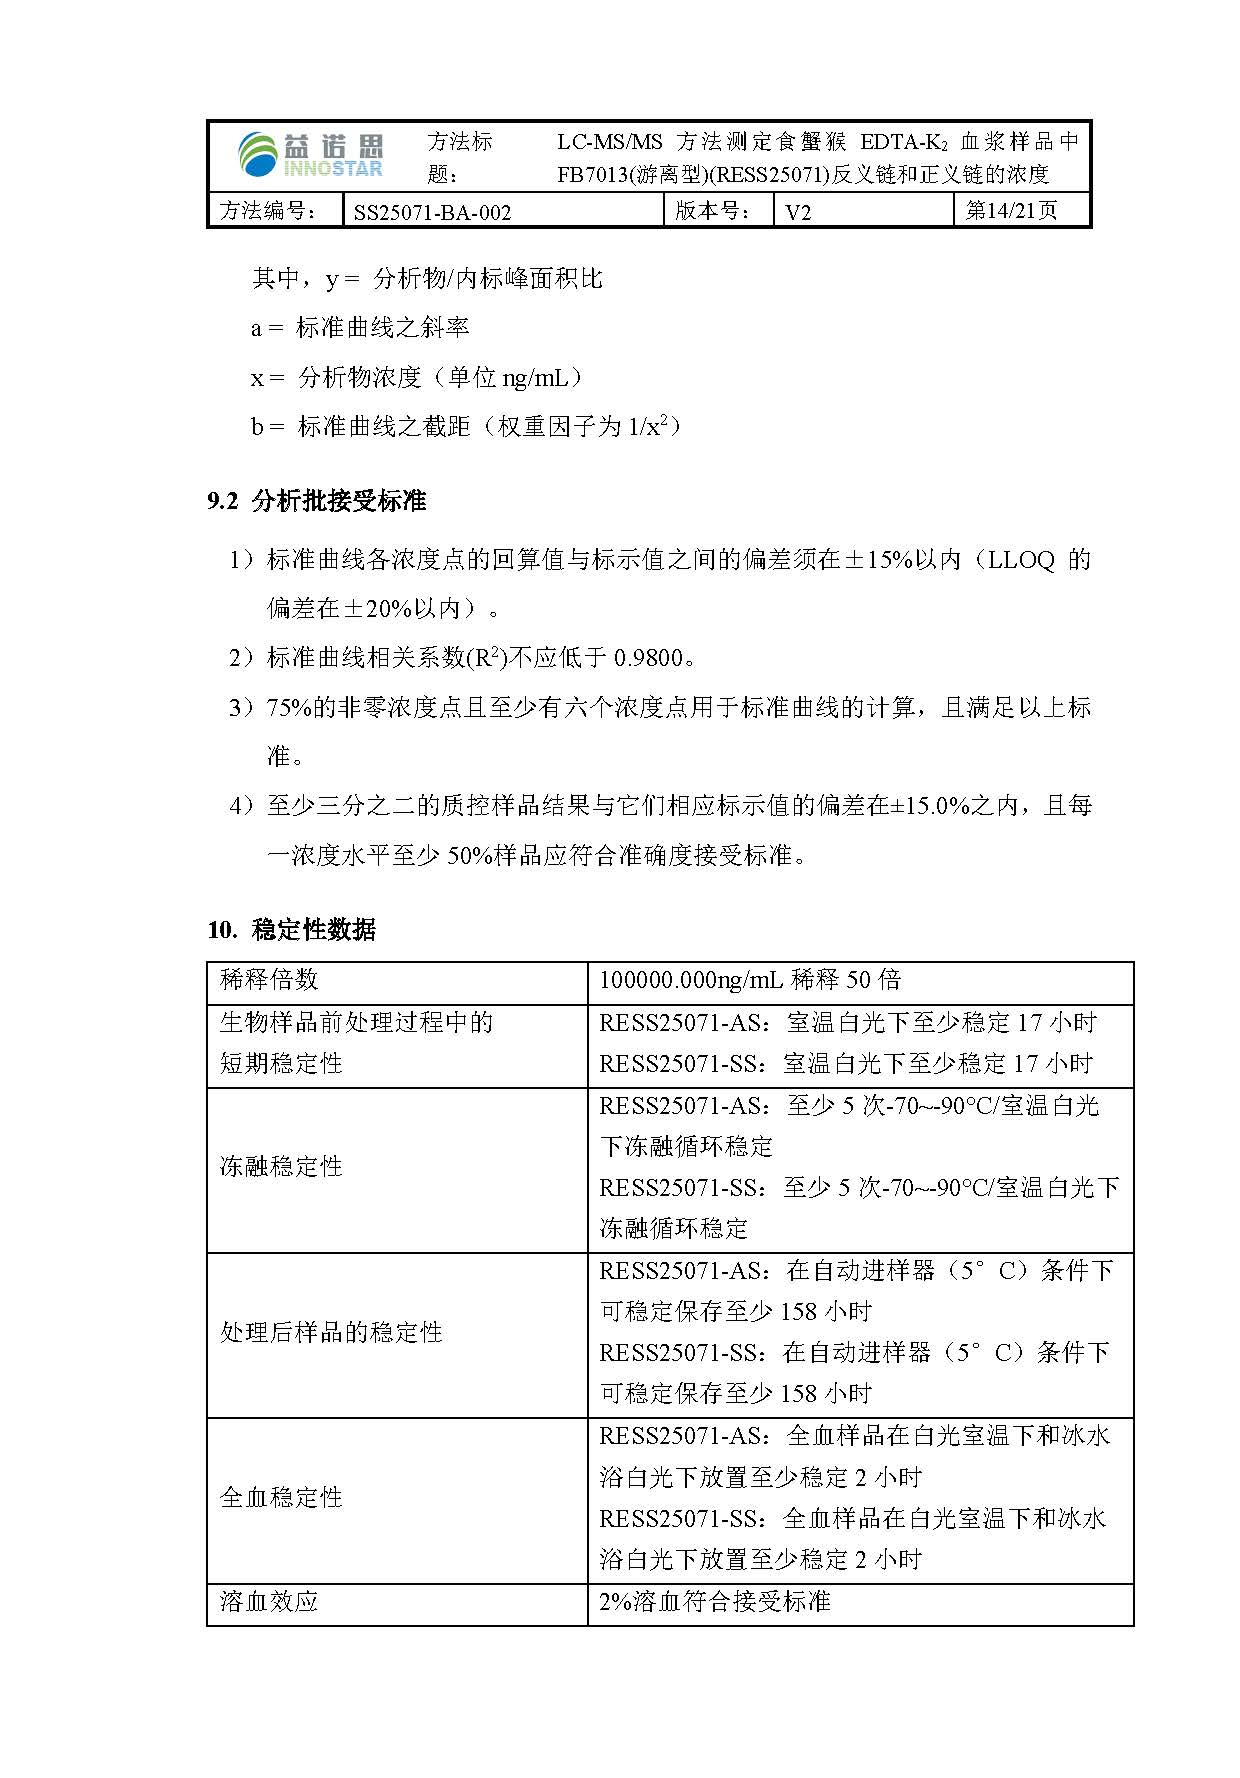 益诺思
INNOSTAR
方法标
题：
LC-MS/MS 方法测定食蟹猴 EDTA-K₂ 血浆样品中
FB7013(游离型)(RESS25071)反义链和正义链的浓度
方法编号：
SS25071-BA-002
版本号：
V2
第14/21页
其中，y = 分析物/内标峰面积比
a = 标准曲线之斜率
x = 分析物浓度（单位 ng/mL）
b = 标准曲线之截距（权重因子为 1/x²）
9.2 分析批接受标准
1）标准曲线各浓度点的回算值与标示值之间的偏差须在±15%以内（LLOQ 的
偏差在±20%以内）。
2）标准曲线相关系数(R²)不应低于 0.9800。
3）75%的非零浓度点且至少有六个浓度点用于标准曲线的计算，且满足以上标
准。
4）至少三分之二的质控样品结果与它们相应标示值的偏差在±15.0%之内，且每
一浓度水平至少 50%样品应符合准确度接受标准。
10. 稳定性数据
稀释倍数
100000.000ng/mL 稀释 50 倍
生物样品前处理过程中的
短期稳定性
RESS25071-AS：室温白光下至少稳定 17 小时
RESS25071-SS：室温白光下至少稳定 17 小时
冻融稳定性
RESS25071-AS：至少 5 次-70~-90°C/室温白光
下冻融循环稳定
RESS25071-SS：至少 5 次-70~-90°C/室温白光下
冻融循环稳定
处理后样品的稳定性
RESS25071-AS：在自动进样器（5°C）条件下
可稳定保存至少 158 小时
RESS25071-SS：在自动进样器（5°C）条件下
可稳定保存至少 158 小时
全血稳定性
RESS25071-AS：全血样品在白光室温下和冰水
浴白光下放置至少稳定 2 小时
RESS25071-SS：全血样品在白光室温下和冰水
浴白光下放置至少稳定 2 小时
溶血效应
2%溶血符合接受标准